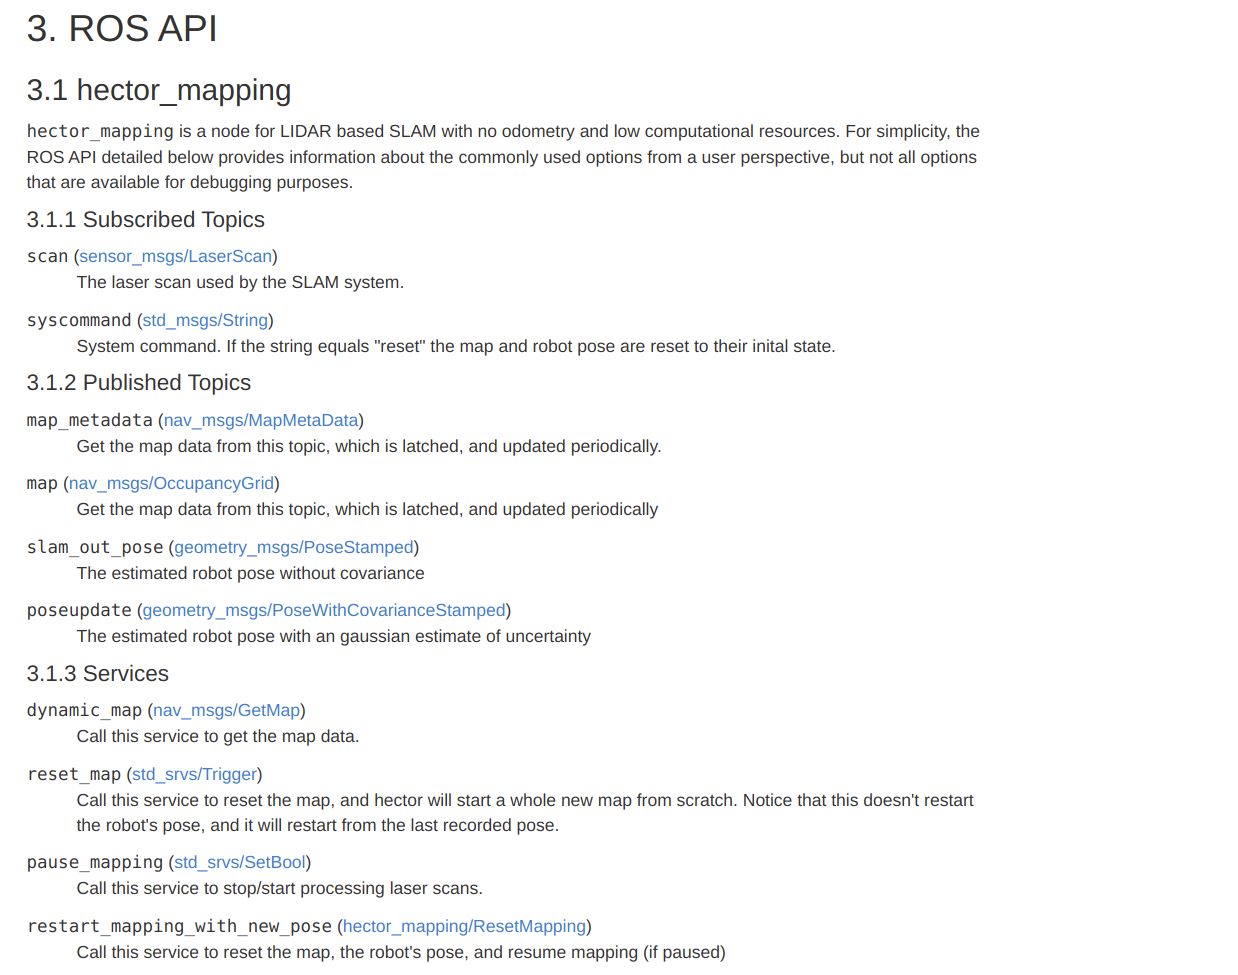 3. ROS API
3.1 hector_mapping
hector_mapping is a node for LIDAR based SLAM with no odometry and low computational resources. For simplicity, the
ROS API detailed below provides information about the commonly used options from a user perspective, but not all options
that are available for debugging purposes.
3.1.1 Subscribed Topics
scan (sensor_msgs/LaserScan)
The laser scan used by the SLAM system.
syscommand (std_msgs/String)
System command. If the string equals "reset" the map and robot pose are reset to their inital state.
3.1.2 Published Topics
map_metadata (nav_msgs/MapMetaData)
Get the map data from this topic, which is latched, and updated periodically.
map (nav_msgs/OccupancyGrid)
Get the map data from this topic, which is latched, and updated periodically
slam_out_pose (geometry_msgs/PoseStamped)
The estimated robot pose without covariance
poseupdate (geometry_msgs/PoseWithCovarianceStamped)
The estimated robot pose with an gaussian estimate of uncertainty
3.1.3 Services
dynamic_map (nav_msgs/GetMap)
Call this service to get the map data.
reset_map (std_srvs/Trigger)
Call this service to reset the map, and hector will start a whole new map from scratch. Notice that this doesn't restart
the robot's pose, and it will restart from the last recorded pose.
pause_mapping (std_srvs/SetBool)
Call this service to stop/start processing laser scans.
restart_mapping_with_new_pose (hector_mapping/ResetMapping)
Call this service to reset the map, the robot's pose, and resume mapping (if paused)